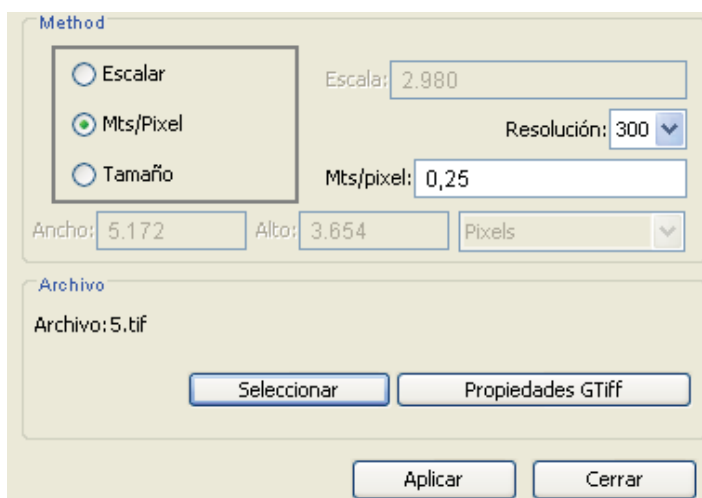 Method
Escalar
Escala: 2.980
Mts/Pixel
Resolución: 300
Tamaño
Mts/pixel: 0,25
Ancho: 5.172 Alto: 3.654 Pixels
Archivo
Archivo:5.tif
Seleccionar Propiedades GTiff
Aplicar Cerrar